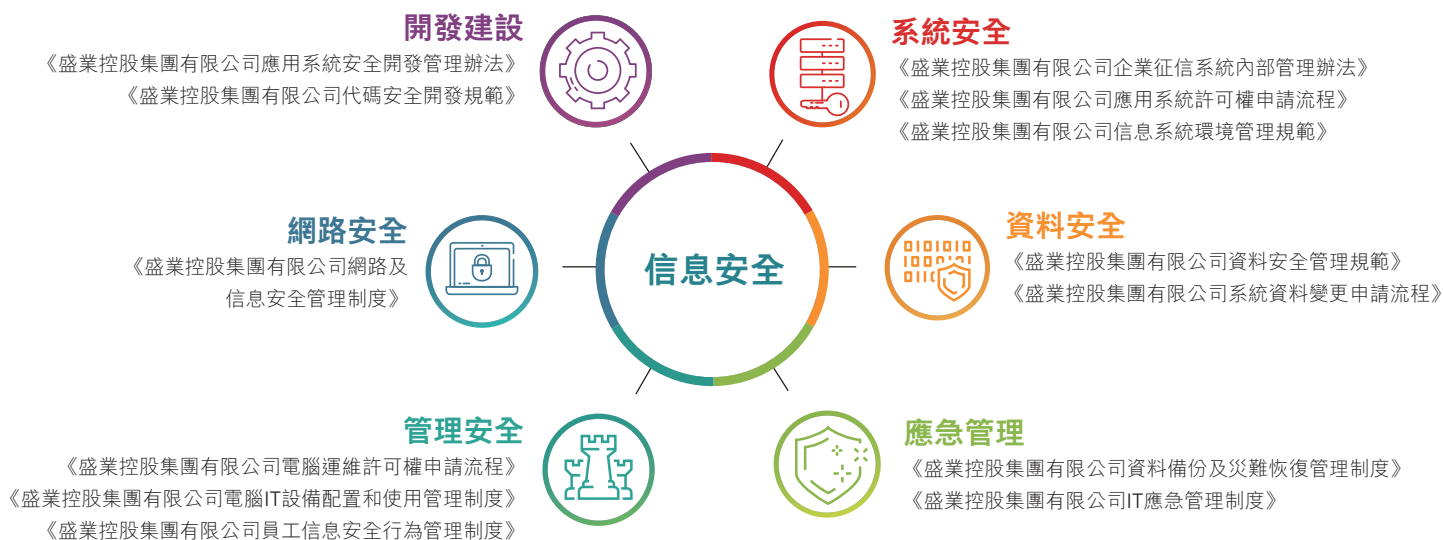 開發建設
《盛業控股集團有限公司應用系統安全開發管理辦法》
《盛業控股集團有限公司代碼安全開發規範》
系統安全
《盛業控股集團有限公司企業征信系統內部管理辦法》
《盛業控股集團有限公司應用系統許可權申請流程》
《盛業控股集團有限公司信息系統環境管理規範》
網路安全
《盛業控股集團有限公司網路及
信息安全管理制度》
信息安全
資料安全
《盛業控股集團有限公司資料安全管理規範》
《盛業控股集團有限公司系統資料變更申請流程》
0101010
010
011
管理安全
《盛業控股集團有限公司電腦運維許可權申請流程》
《盛業控股集團有限公司電腦IT設備配置和使用管理制度》
《盛業控股集團有限公司員工信息安全行為管理制度》
應急管理
《盛業控股集團有限公司資料備份及災難恢復管理制度》
《盛業控股集團有限公司IT應急管理制度》